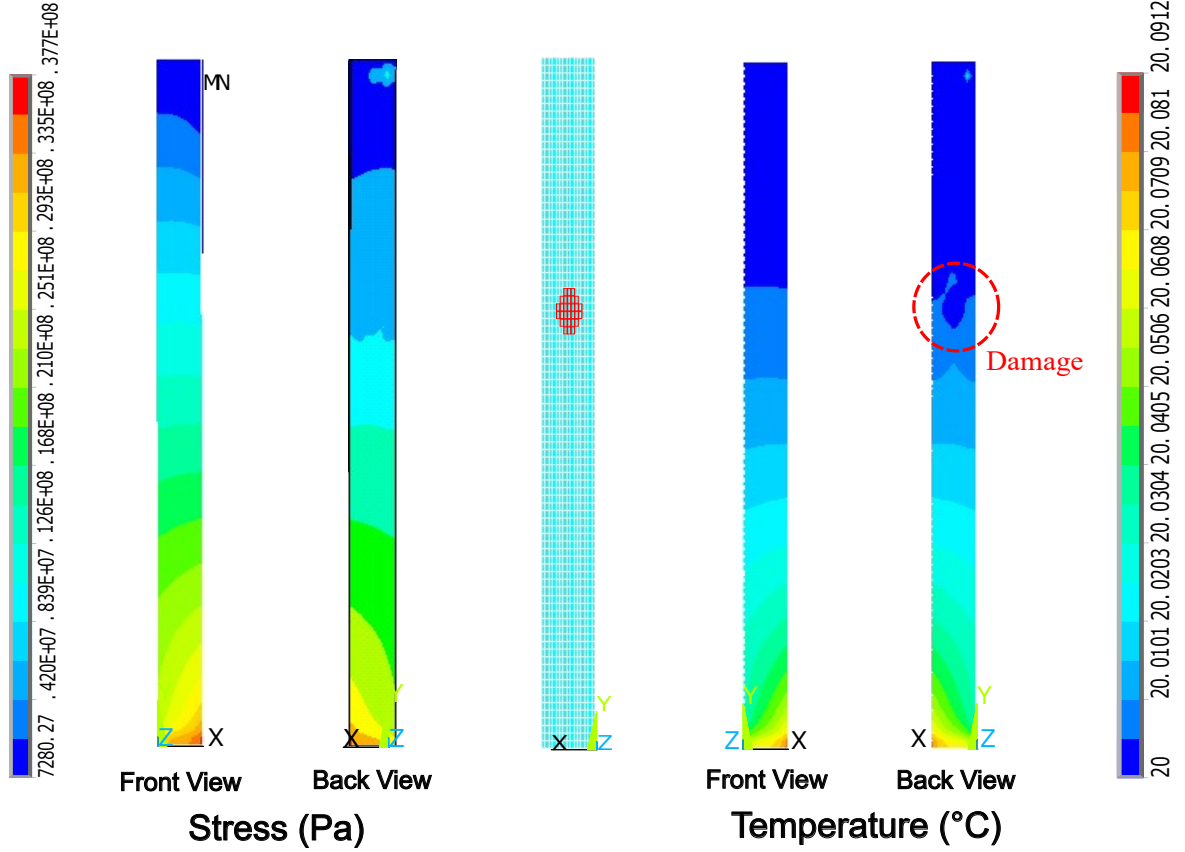 .377E+08
.335E+08
.293E+08
.251E+08
.210E+08
.168E+08
.126E+08
.839E+07
.420E+07
7280.27
MN
Z X
Front View
X Y Z
Back View
Stress (Pa)
X Y Z
Y Z X
Front View
Damage
X Y Z
Back View
Temperature (°C)
20.0912
20.081
20.0709
20.0608
20.0506
20.0405
20.0304
20.0203
20.0101
20